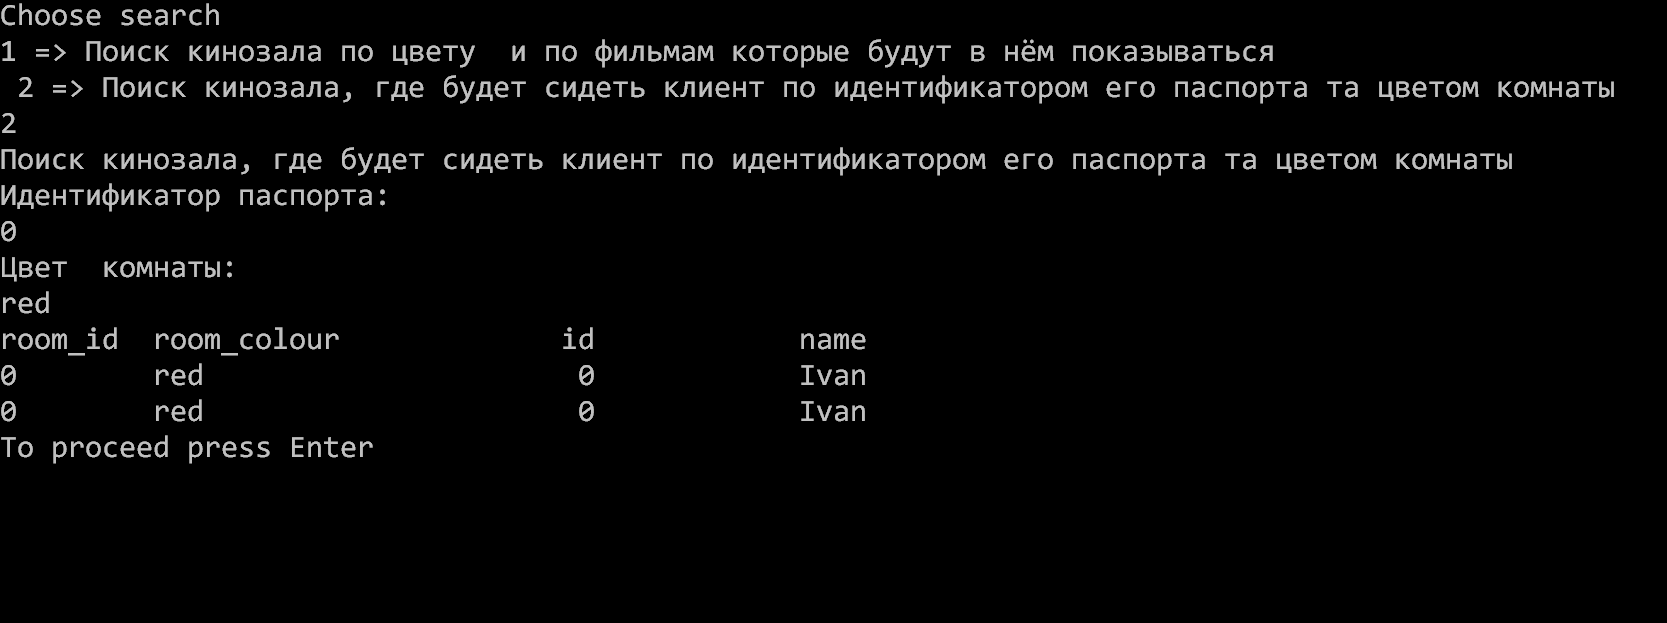 Choose search
1 => Поиск кинозала по цвету  и по фильмам которые будут в нём показываться
 2 => Поиск кинозала, где будет сидеть клиент по идентификатором его паспорта та цветом комнаты
2
Поиск кинозала, где будет сидеть клиент по идентификатором его паспорта та цветом комнаты
Идентификатор паспорта:
0
Цвет  комнаты:
red
room_id  room_colour             id            name
0        red                      0            Ivan
0        red                      0            Ivan
To proceed press Enter